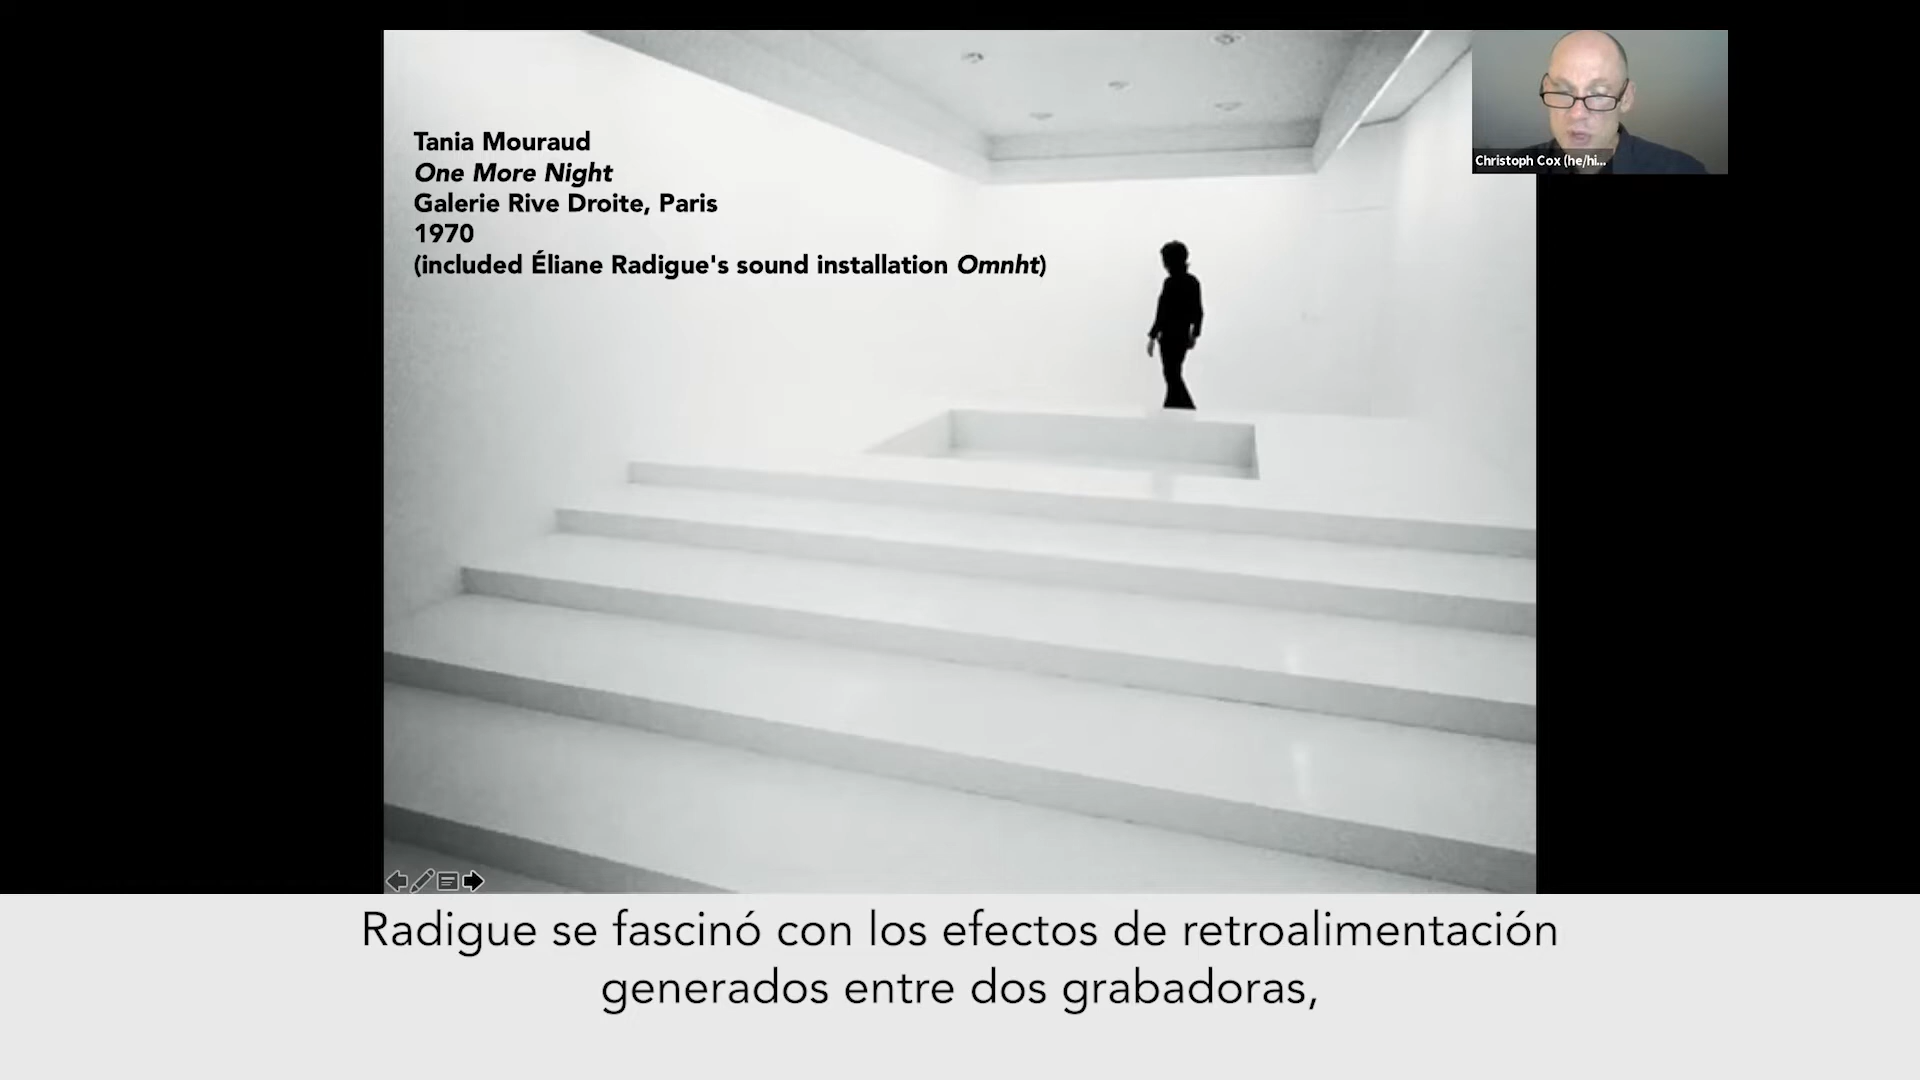 Tania Mouraud
One More Night
Galerie Rive Droite, Paris
1970
(included Éliane Radigue's sound installation Omnht)
Christoph Cox (he/hi...
Radigue se fascinó con los efectos de retroalimentación
generados entre dos grabadoras,